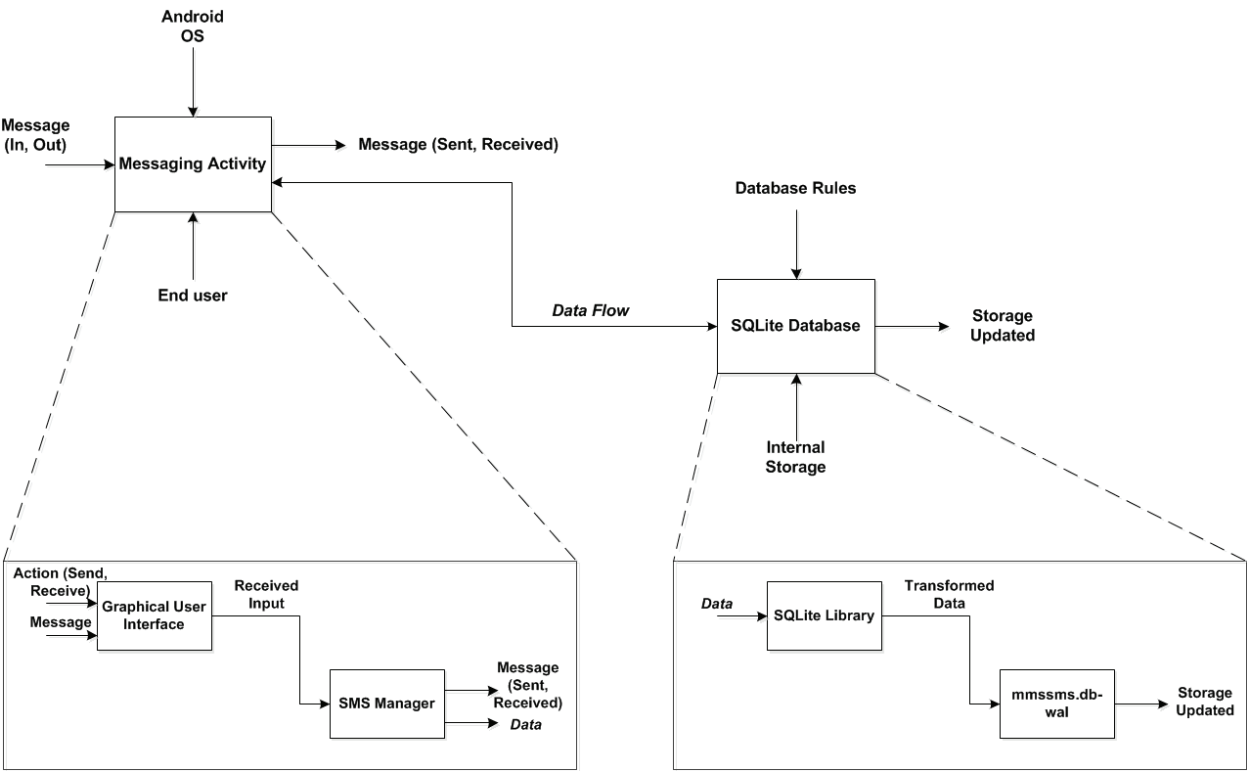 Android
OS
Message
(In, Out)
Messaging Activity
Message (Sent, Received)
End user
Data Flow
Database Rules
SQLite Database
Storage
Updated
Internal
Storage
Action (Send,
Receive)
Message
Graphical User
Interface
Received
Input
SMS Manager
Message
(Sent,
Received)
Data
Data
SQLite Library
Transformed
Data
mmssms.db-
wal
Storage
Updated